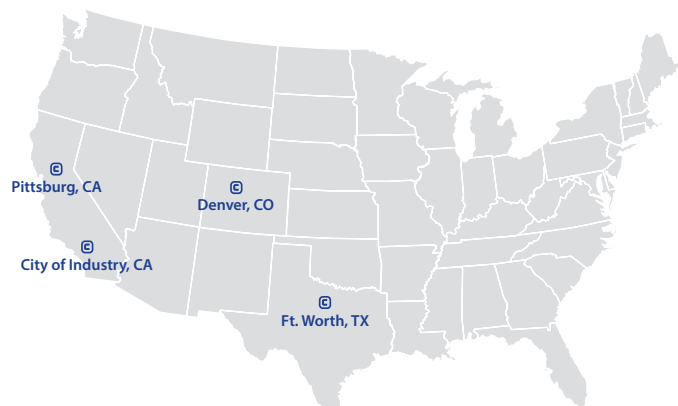 Pittsburg, CA
Denver, CO
City of Industry, CA
Ft. Worth, TX